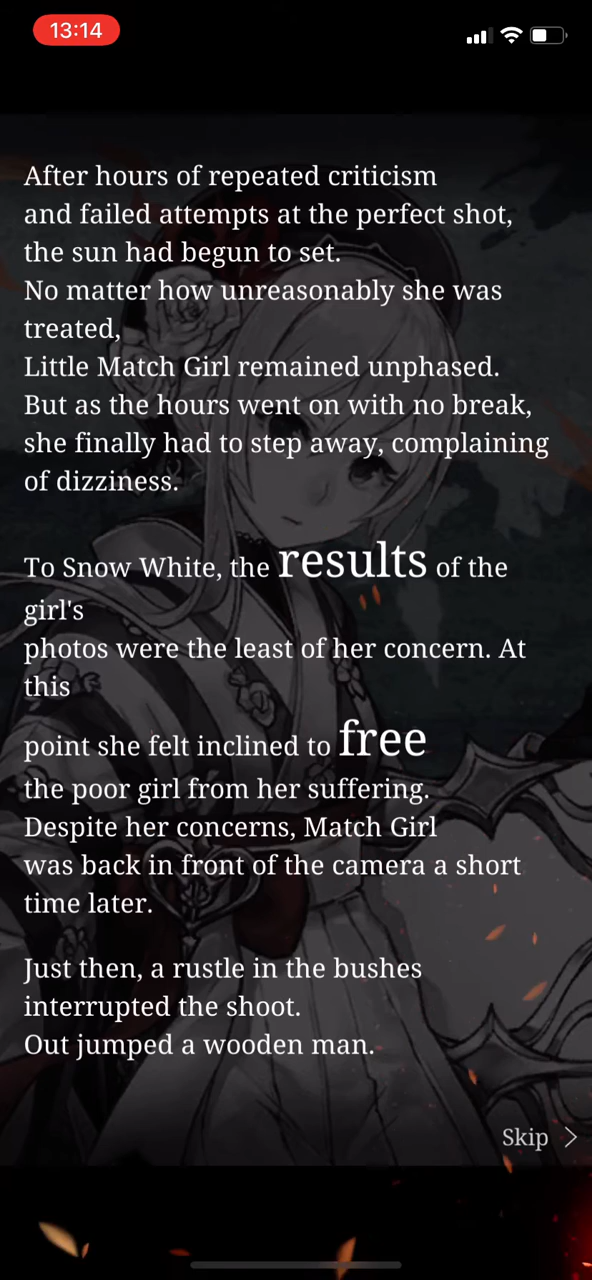 13:14
After hours of repeated criticism
and failed attempts at the perfect shot,
the sun had begun to set.
No matter how unreasonably she was
treated,
Little Match Girl remained unphased.
But as the hours went on with no break,
she finally had to step away, complaining
of dizziness.
To Snow White, the results of the
girl's
photos were the least of her concern. At
this
point she felt inclined to free
the poor girl from her suffering.
Despite her concerns, Match Girl
was back in front of the camera a short
time later.
Just then, a rustle in the bushes
interrupted the shoot.
Out jumped a wooden man.
Skip